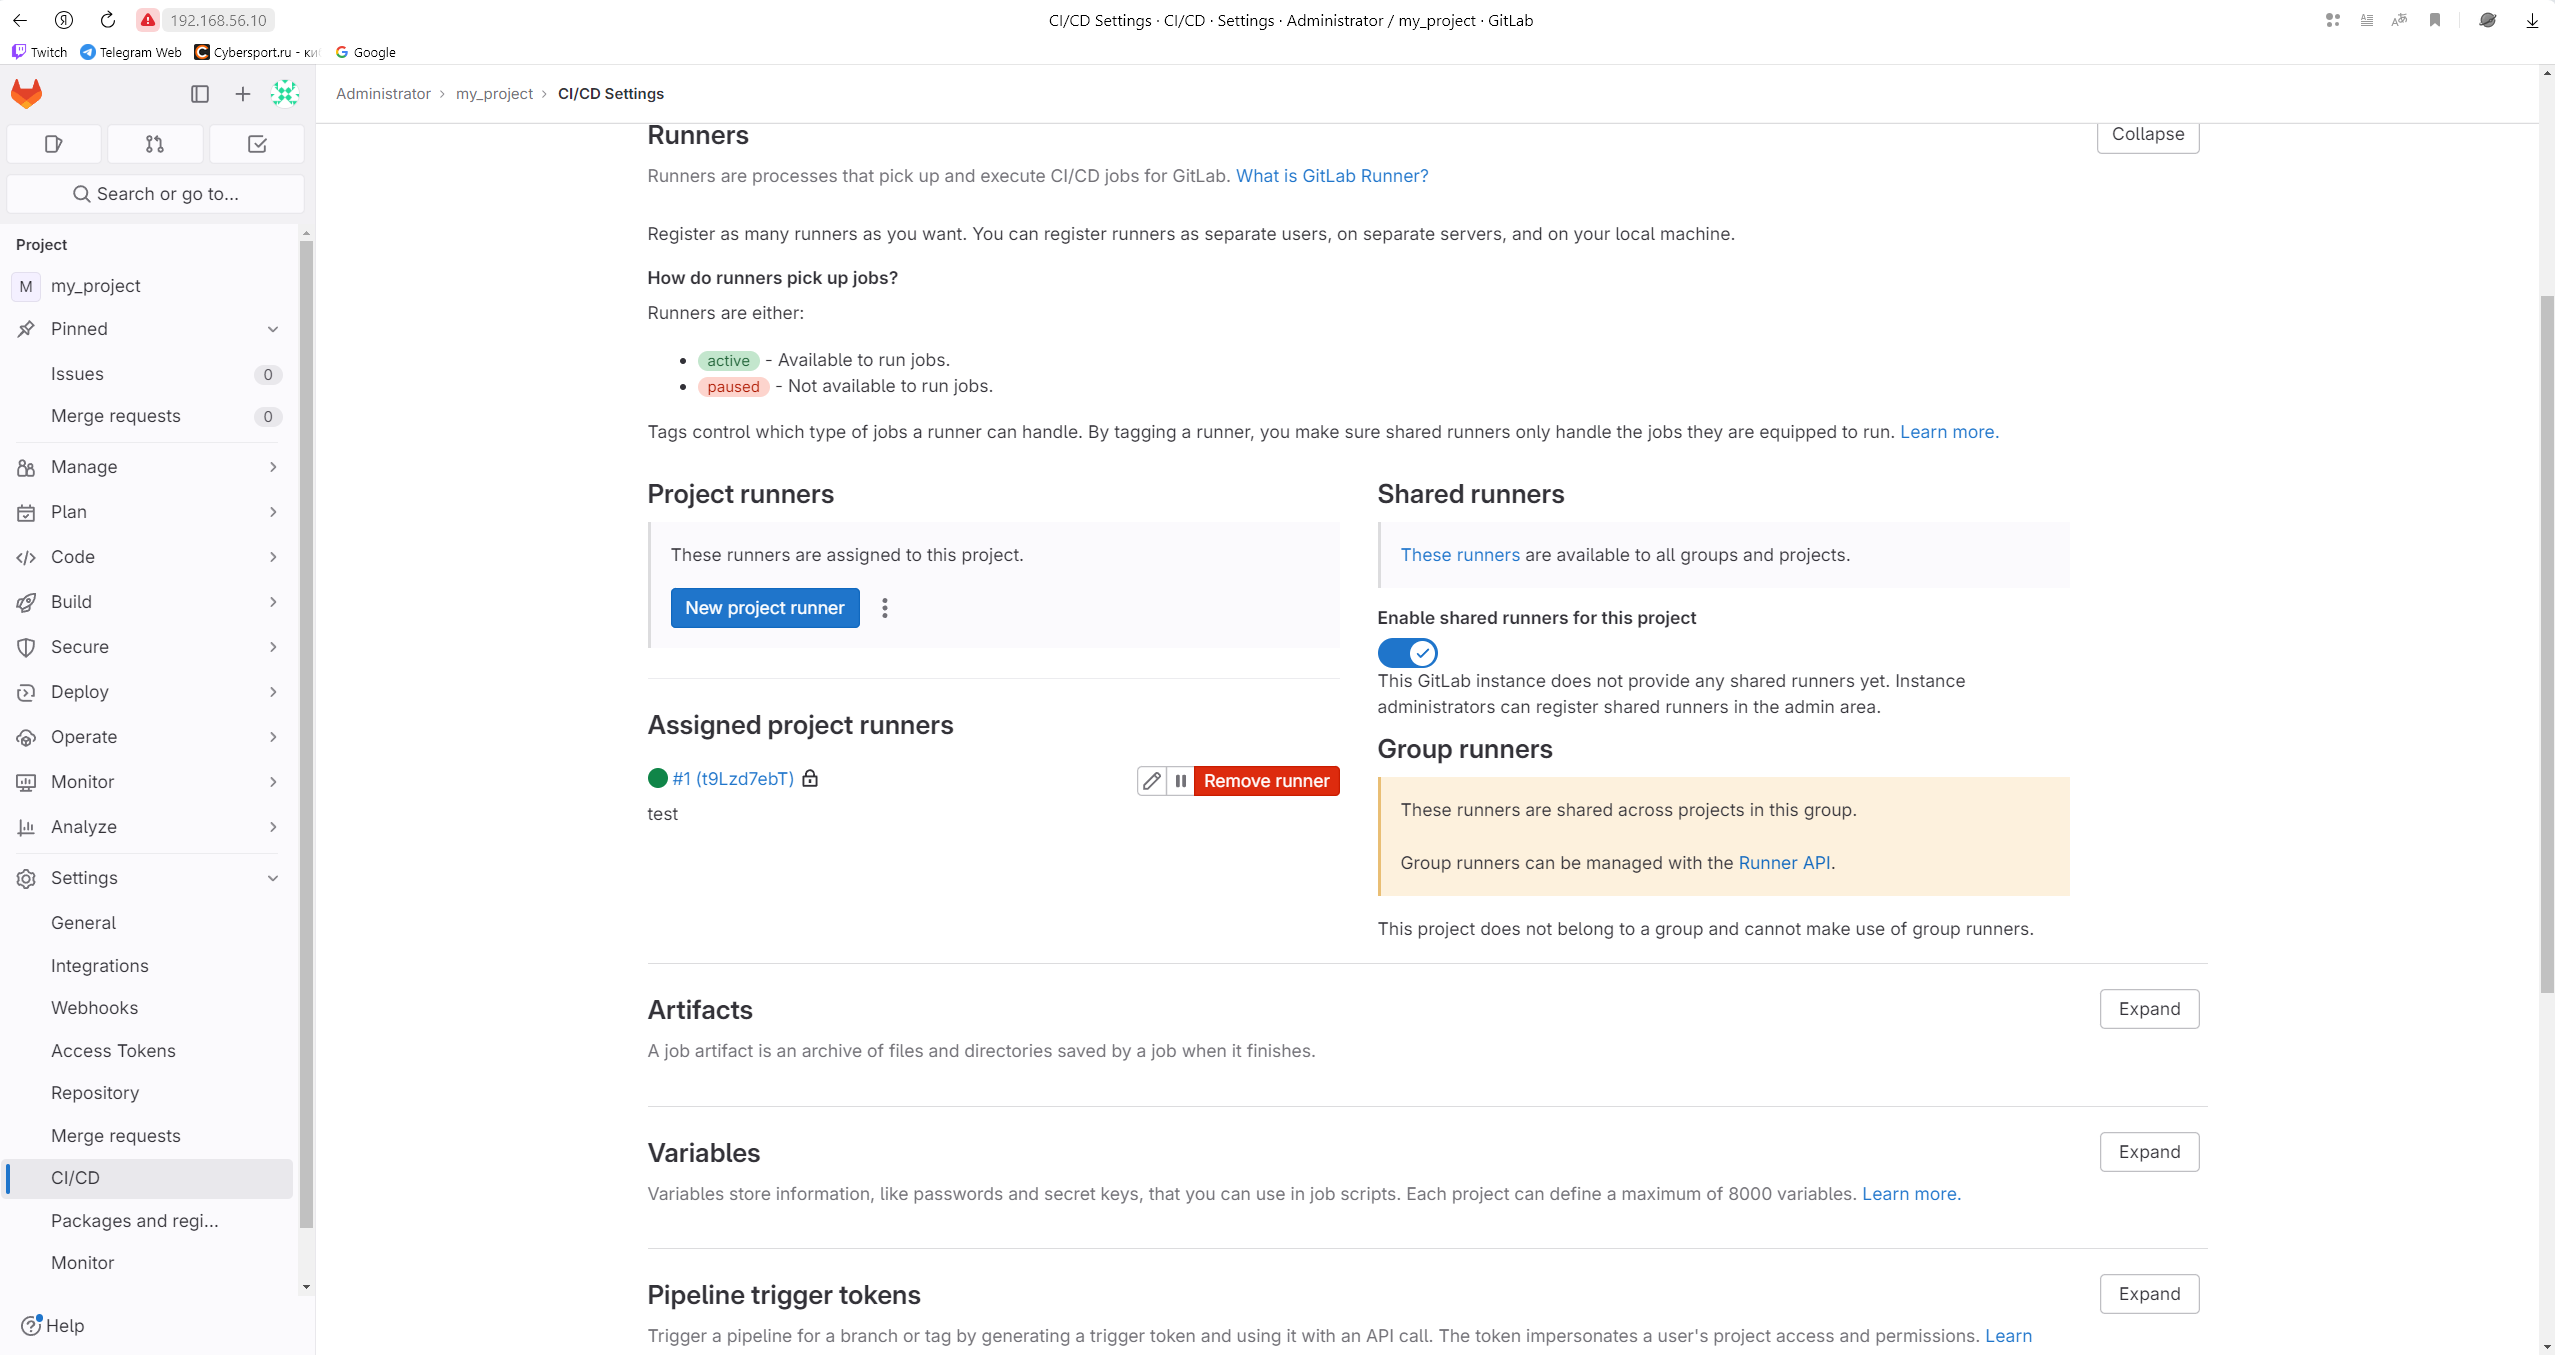 192.168.56.10
CI/CD Settings · CI/CD · Settings · Administrator / my_project · GitLab
Twitch
Telegram Web
Cybersport.ru - ки
Google
Administrator
my_project
CI/CD Settings
Search or go to...
Project
M my_project
Pinned
Issues 0
Merge requests 0
Manage
Plan
Code
Build
Secure
Deploy
Operate
Monitor
Analyze
Settings
General
Integrations
Webhooks
Access Tokens
Repository
Merge requests
CI/CD
Packages and regi...
Monitor
Help
Runners
Collapse
Runners are processes that pick up and execute CI/CD jobs for GitLab. What is GitLab Runner?
Register as many runners as you want. You can register runners as separate users, on separate servers, and on your local machine.
How do runners pick up jobs?
Runners are either:
active - Available to run jobs.
paused - Not available to run jobs.
Tags control which type of jobs a runner can handle. By tagging a runner, you make sure shared runners only handle the jobs they are equipped to run. Learn more.
Project runners
These runners are assigned to this project.
New project runner
Assigned project runners
#1 (t9Lzd7ebT)
Remove runner
test
Shared runners
These runners are available to all groups and projects.
Enable shared runners for this project
This GitLab instance does not provide any shared runners yet. Instance
administrators can register shared runners in the admin area.
Group runners
These runners are shared across projects in this group.
Group runners can be managed with the Runner API.
This project does not belong to a group and cannot make use of group runners.
Artifacts
Expand
A job artifact is an archive of files and directories saved by a job when it finishes.
Variables
Expand
Variables store information, like passwords and secret keys, that you can use in job scripts. Each project can define a maximum of 8000 variables. Learn more.
Pipeline trigger tokens
Expand
Trigger a pipeline for a branch or tag by generating a trigger token and using it with an API call. The token impersonates a user's project access and permissions. Learn